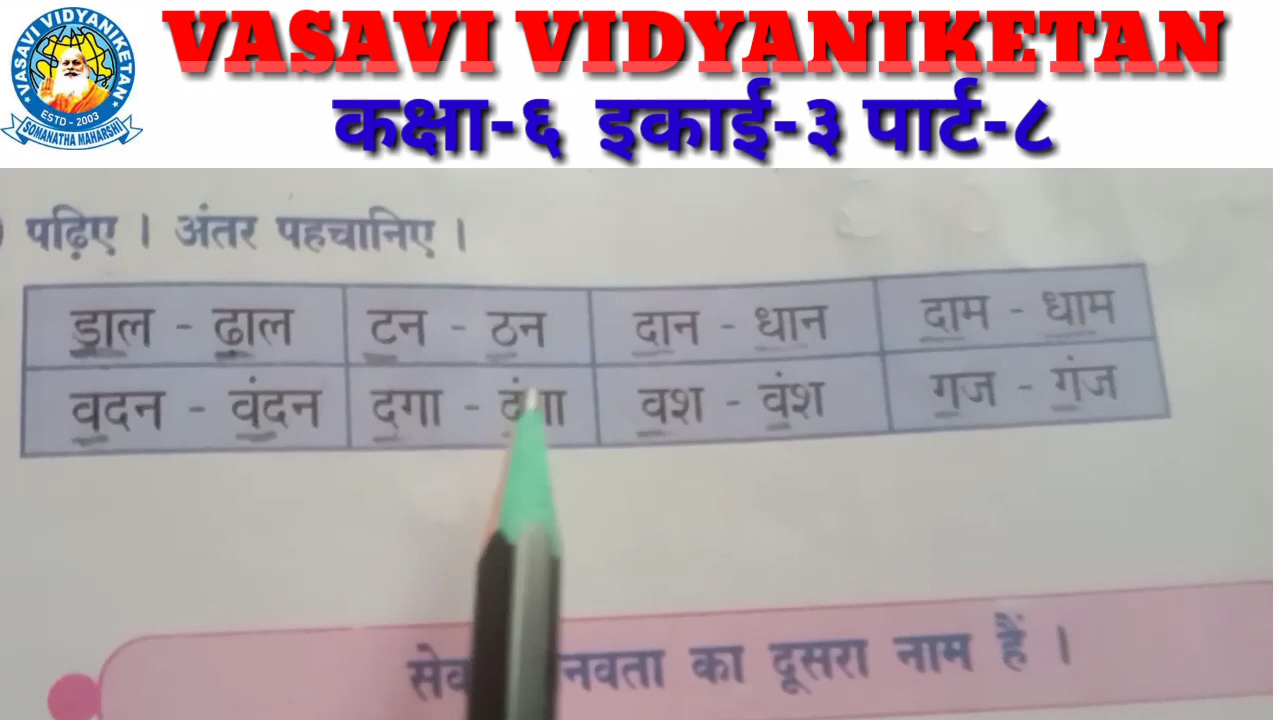 VASAVI VIDYANIKETAN
VASAVI VIDYANIKETAN
ESTD - 2003
SOMANATHA MAHARSHI
कक्षा-६ इकाई-३ पार्ट-८
पढ़िए । अंतर पहचानिए ।
डाल - ढाल टन - ठन दान - धान दाम - धाम
वदन - वंदन दगा - दंगा वश - वंश गज - गंज
का दूसरा नाम हैं ।